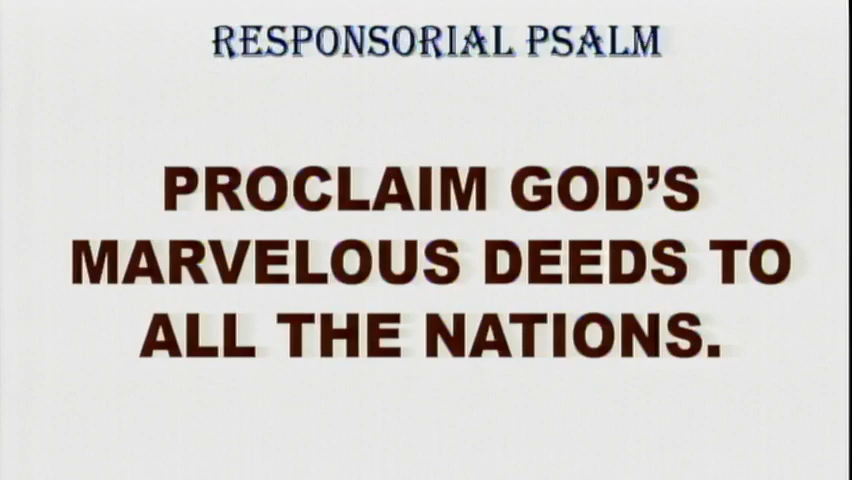 RESPONSORIAL PSALM
PROCLAIM GOD'S
MARVELOUS DEEDS TO
ALL THE NATIONS.